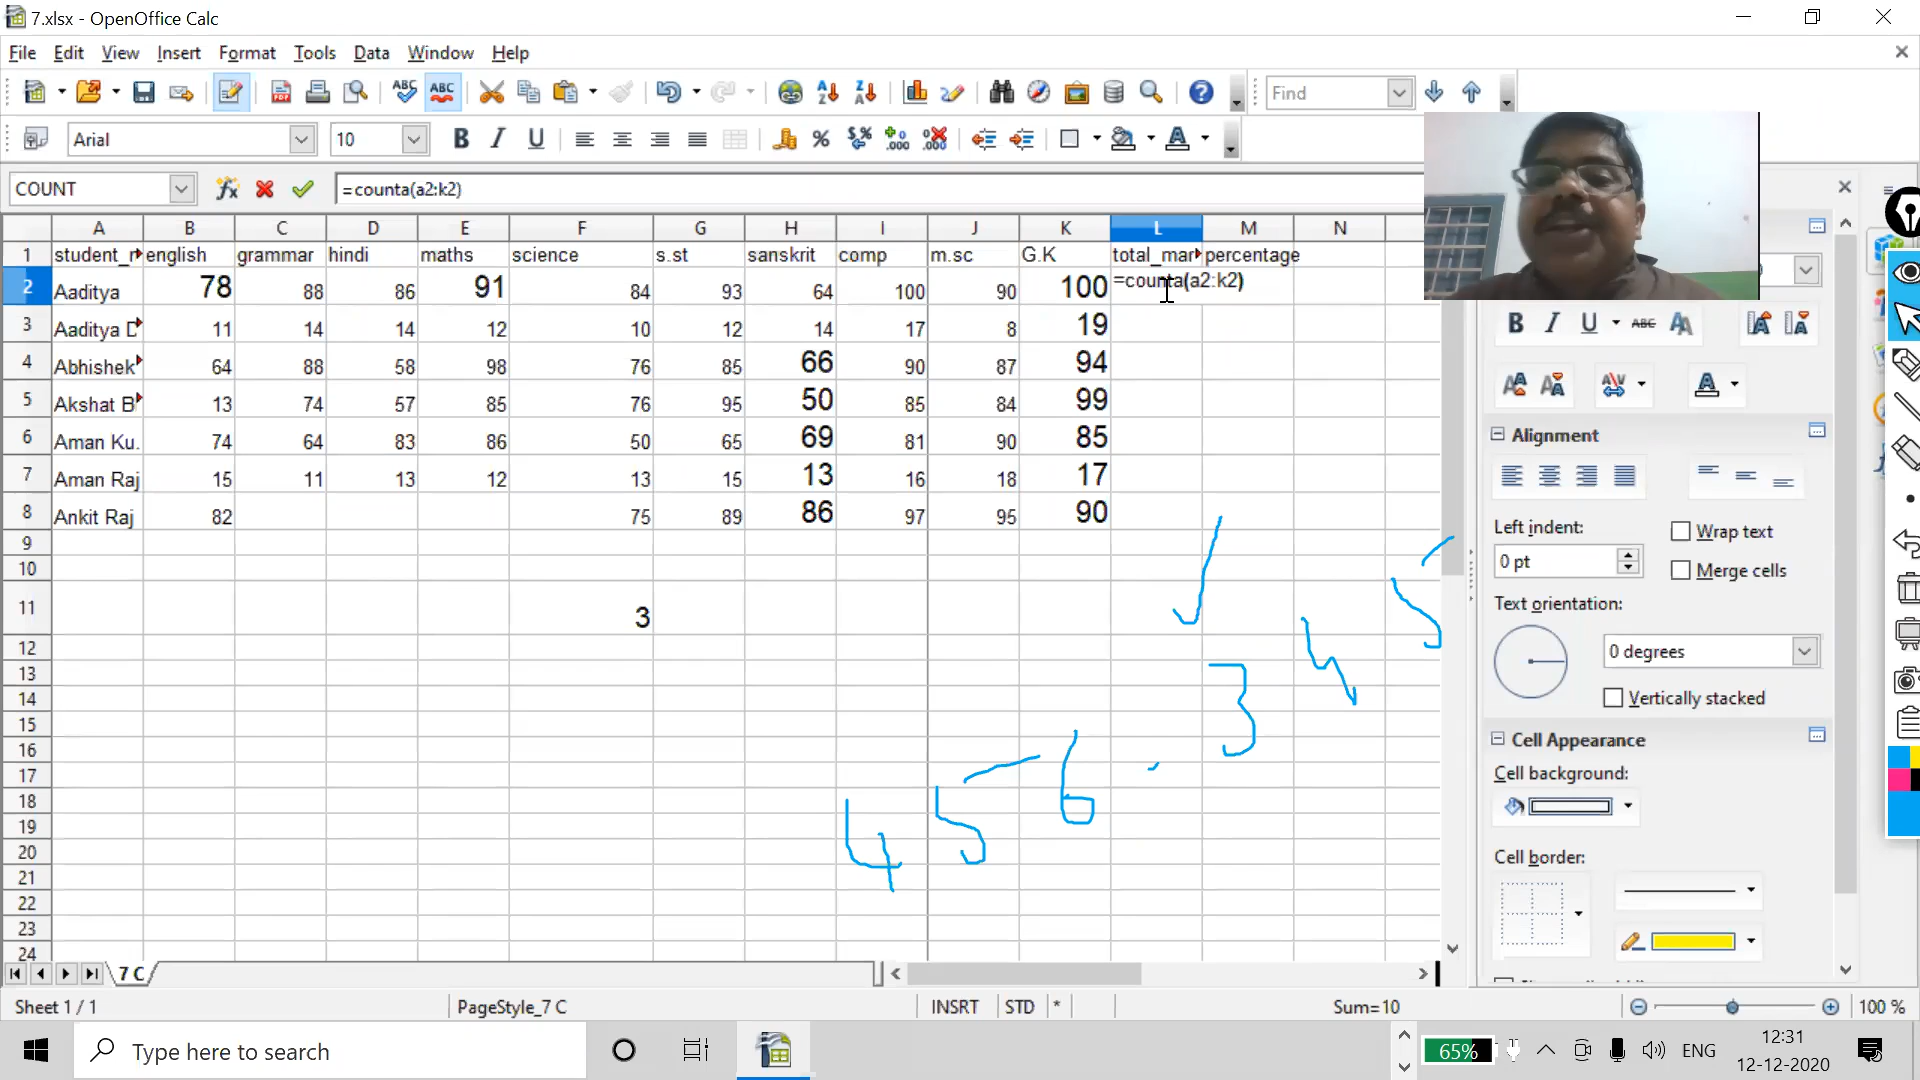 7.xlsx - OpenOffice Calc
File Edit View Insert Format Tools Data Window Help
Find
Arial 10
COUNT =counta(a2:k2)
A B C D E F G H I J K L M N
1 student_r english grammar hindi maths science s.st sanskrit comp m.sc G.K total_mar percentage
2 Aaditya 78 88 86 91 84 93 64 100 90 100 =counta(a2:k2)
3 Aaditya D 11 14 14 12 10 12 14 17 8 19
4 Abhishek 64 88 58 98 76 85 66 90 87 94
5 Akshat B 13 74 57 85 76 95 50 85 84 99
6 Aman Ku. 74 64 83 86 50 65 69 81 90 85
7 Aman Raj 15 11 13 12 13 15 13 16 18 17
8 Ankit Raj 82 75 89 86 97 95 90
9
10
11 3
12
13
14
15
16
17
18
19
20
21
22
23
24
5
3 4
4 5 6
Alignment
Left indent:
0 pt
Wrap text
Merge cells
Text orientation:
0 degrees
Vertically stacked
Cell Appearance
Cell background:
Cell border:
7 C
Sheet 1 / 1 PageStyle_7 C INSRT STD * Sum=10 100 %
Type here to search
65% ENG 12:31
12-12-2020